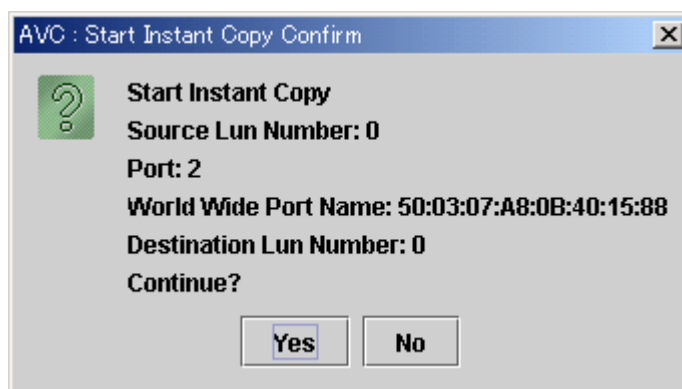 AVC : Start Instant Copy Confirm
Start Instant Copy
Source Lun Number: 0
Port: 2
World Wide Port Name: 50:03:07:A8:0B:40:15:88
Destination Lun Number: 0
Continue?
Yes No